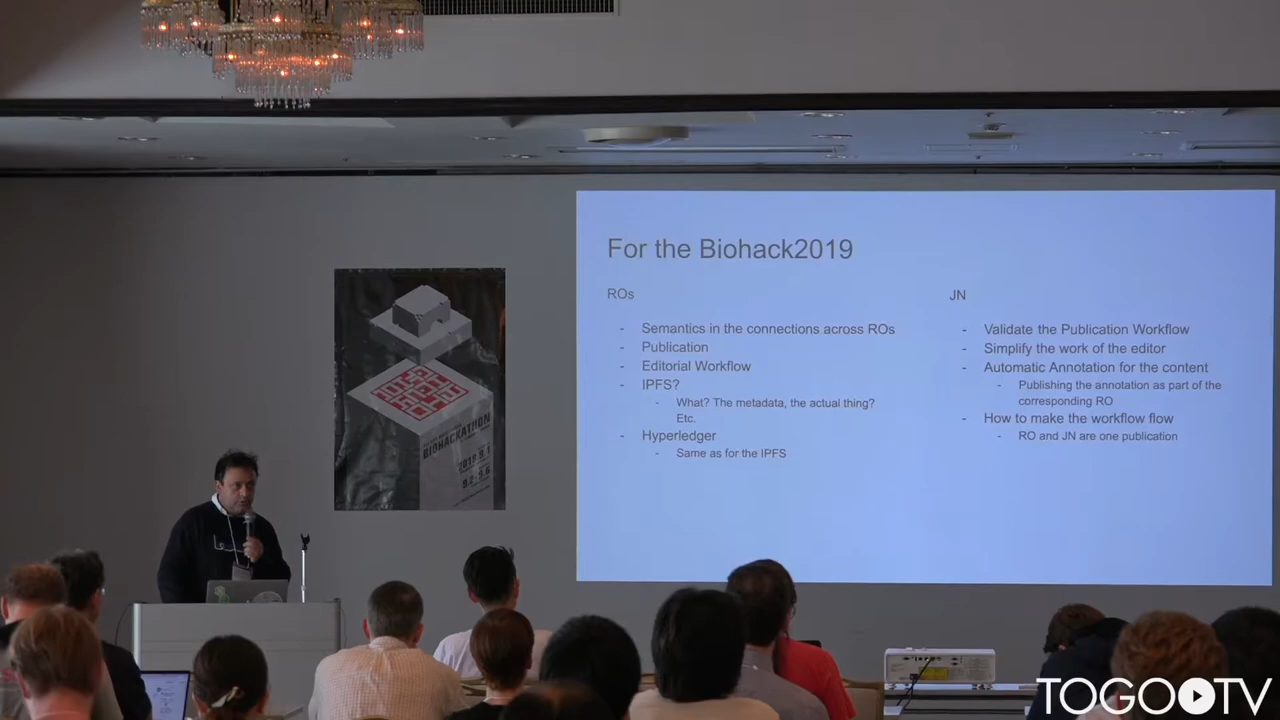 For the Biohack2019
ROs
- Semantics in the connections across ROs
- Publication
- Editorial Workflow
- IPFS?
- What? The metadata, the actual thing?
Etc.
- Hyperledger
- Same as for the IPFS
JN
- Validate the Publication Workflow
- Simplify the work of the editor
- Automatic Annotation for the content
- Publishing the annotation as part of the
corresponding RO
- How to make the workflow flow
- RO and JN are one publication
BIOHACKATHON
TOGOTV